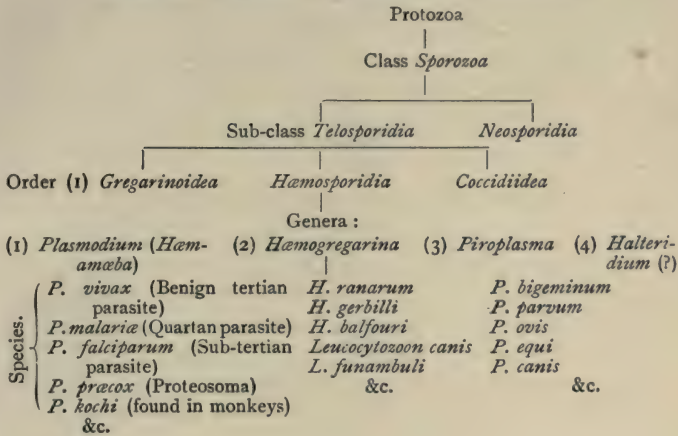 Protozoa
Class Sporozoa
Sub-class Telosporidia Neosporidia
Order (1) Gregarinoidea Hæmosporidia Coccidiidea
Genera :
(1) Plasmodium (Hæm- (2) Hæmogregarina (3) Piroplasma (4) Halteri-
amœba) dium (?)
Species.
P. vivax (Benign tertian H. ranarum P. bigeminum
parasite) H. gerbilli P. parvum
P. malariæ (Quartan parasite) H. balfouri P. ovis
P. falciparum (Sub-tertian Leucocytozoon canis P. equi
parasite) L. funambuli P. canis
P. præcox (Proteosoma) &c. &c.
P. kochi (found in monkeys)
&c.